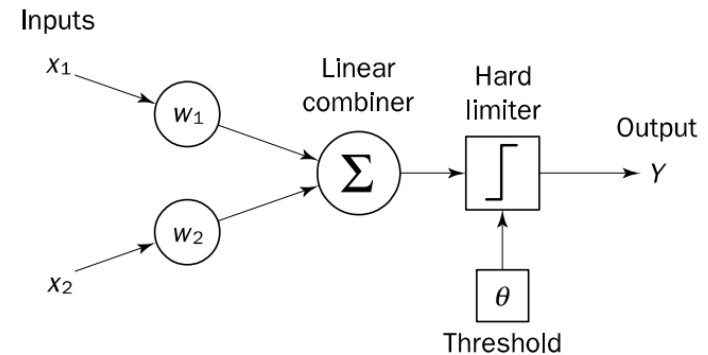 Inputs
x1
w1
Linear
combiner
Σ
Hard
limiter
Output
Y
w2
x2
θ
Threshold